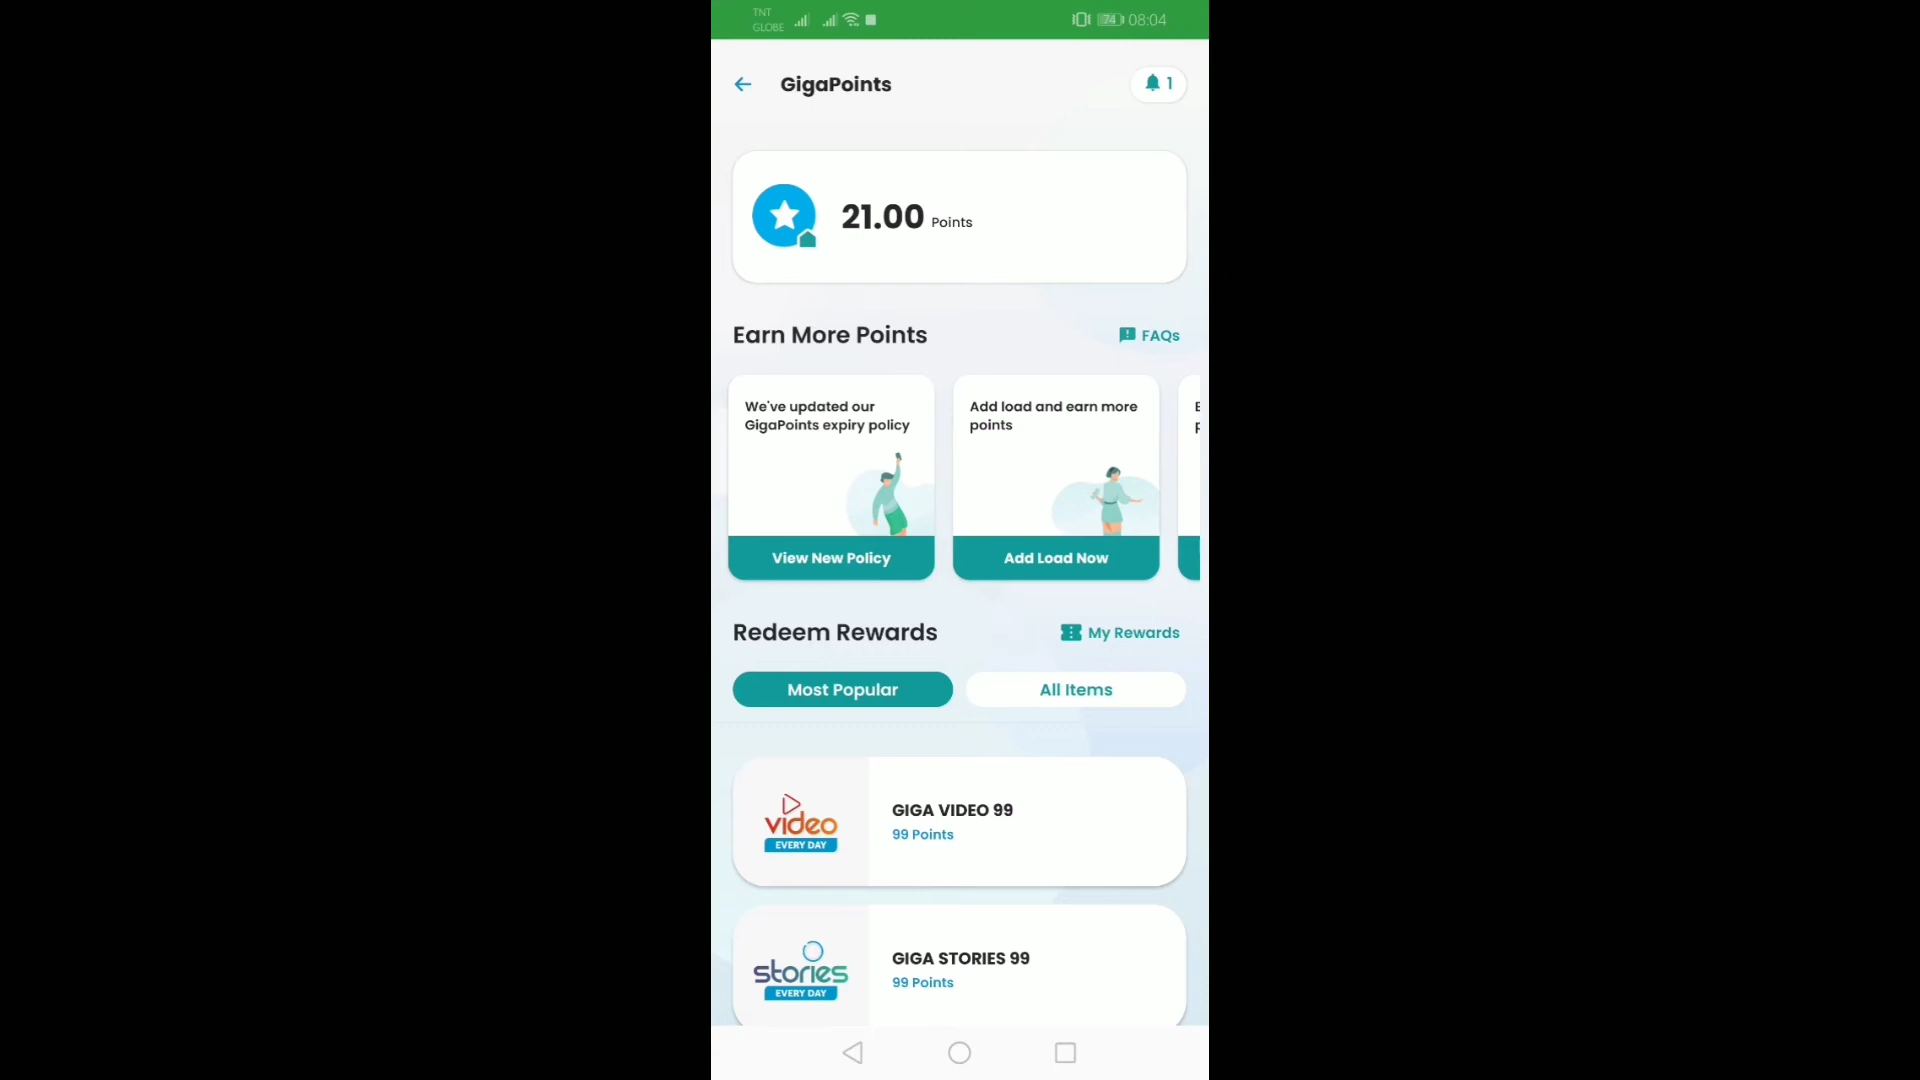 TNT
GLOBE
74 08:04
GigaPoints
1
21.00 Points
Earn More Points
FAQs
We've updated our
GigaPoints expiry policy
Add load and earn more
points
View New Policy
Add Load Now
Redeem Rewards
My Rewards
Most Popular
All Items
video
EVERY DAY
GIGA VIDEO 99
99 Points
stories
EVERY DAY
GIGA STORIES 99
99 Points